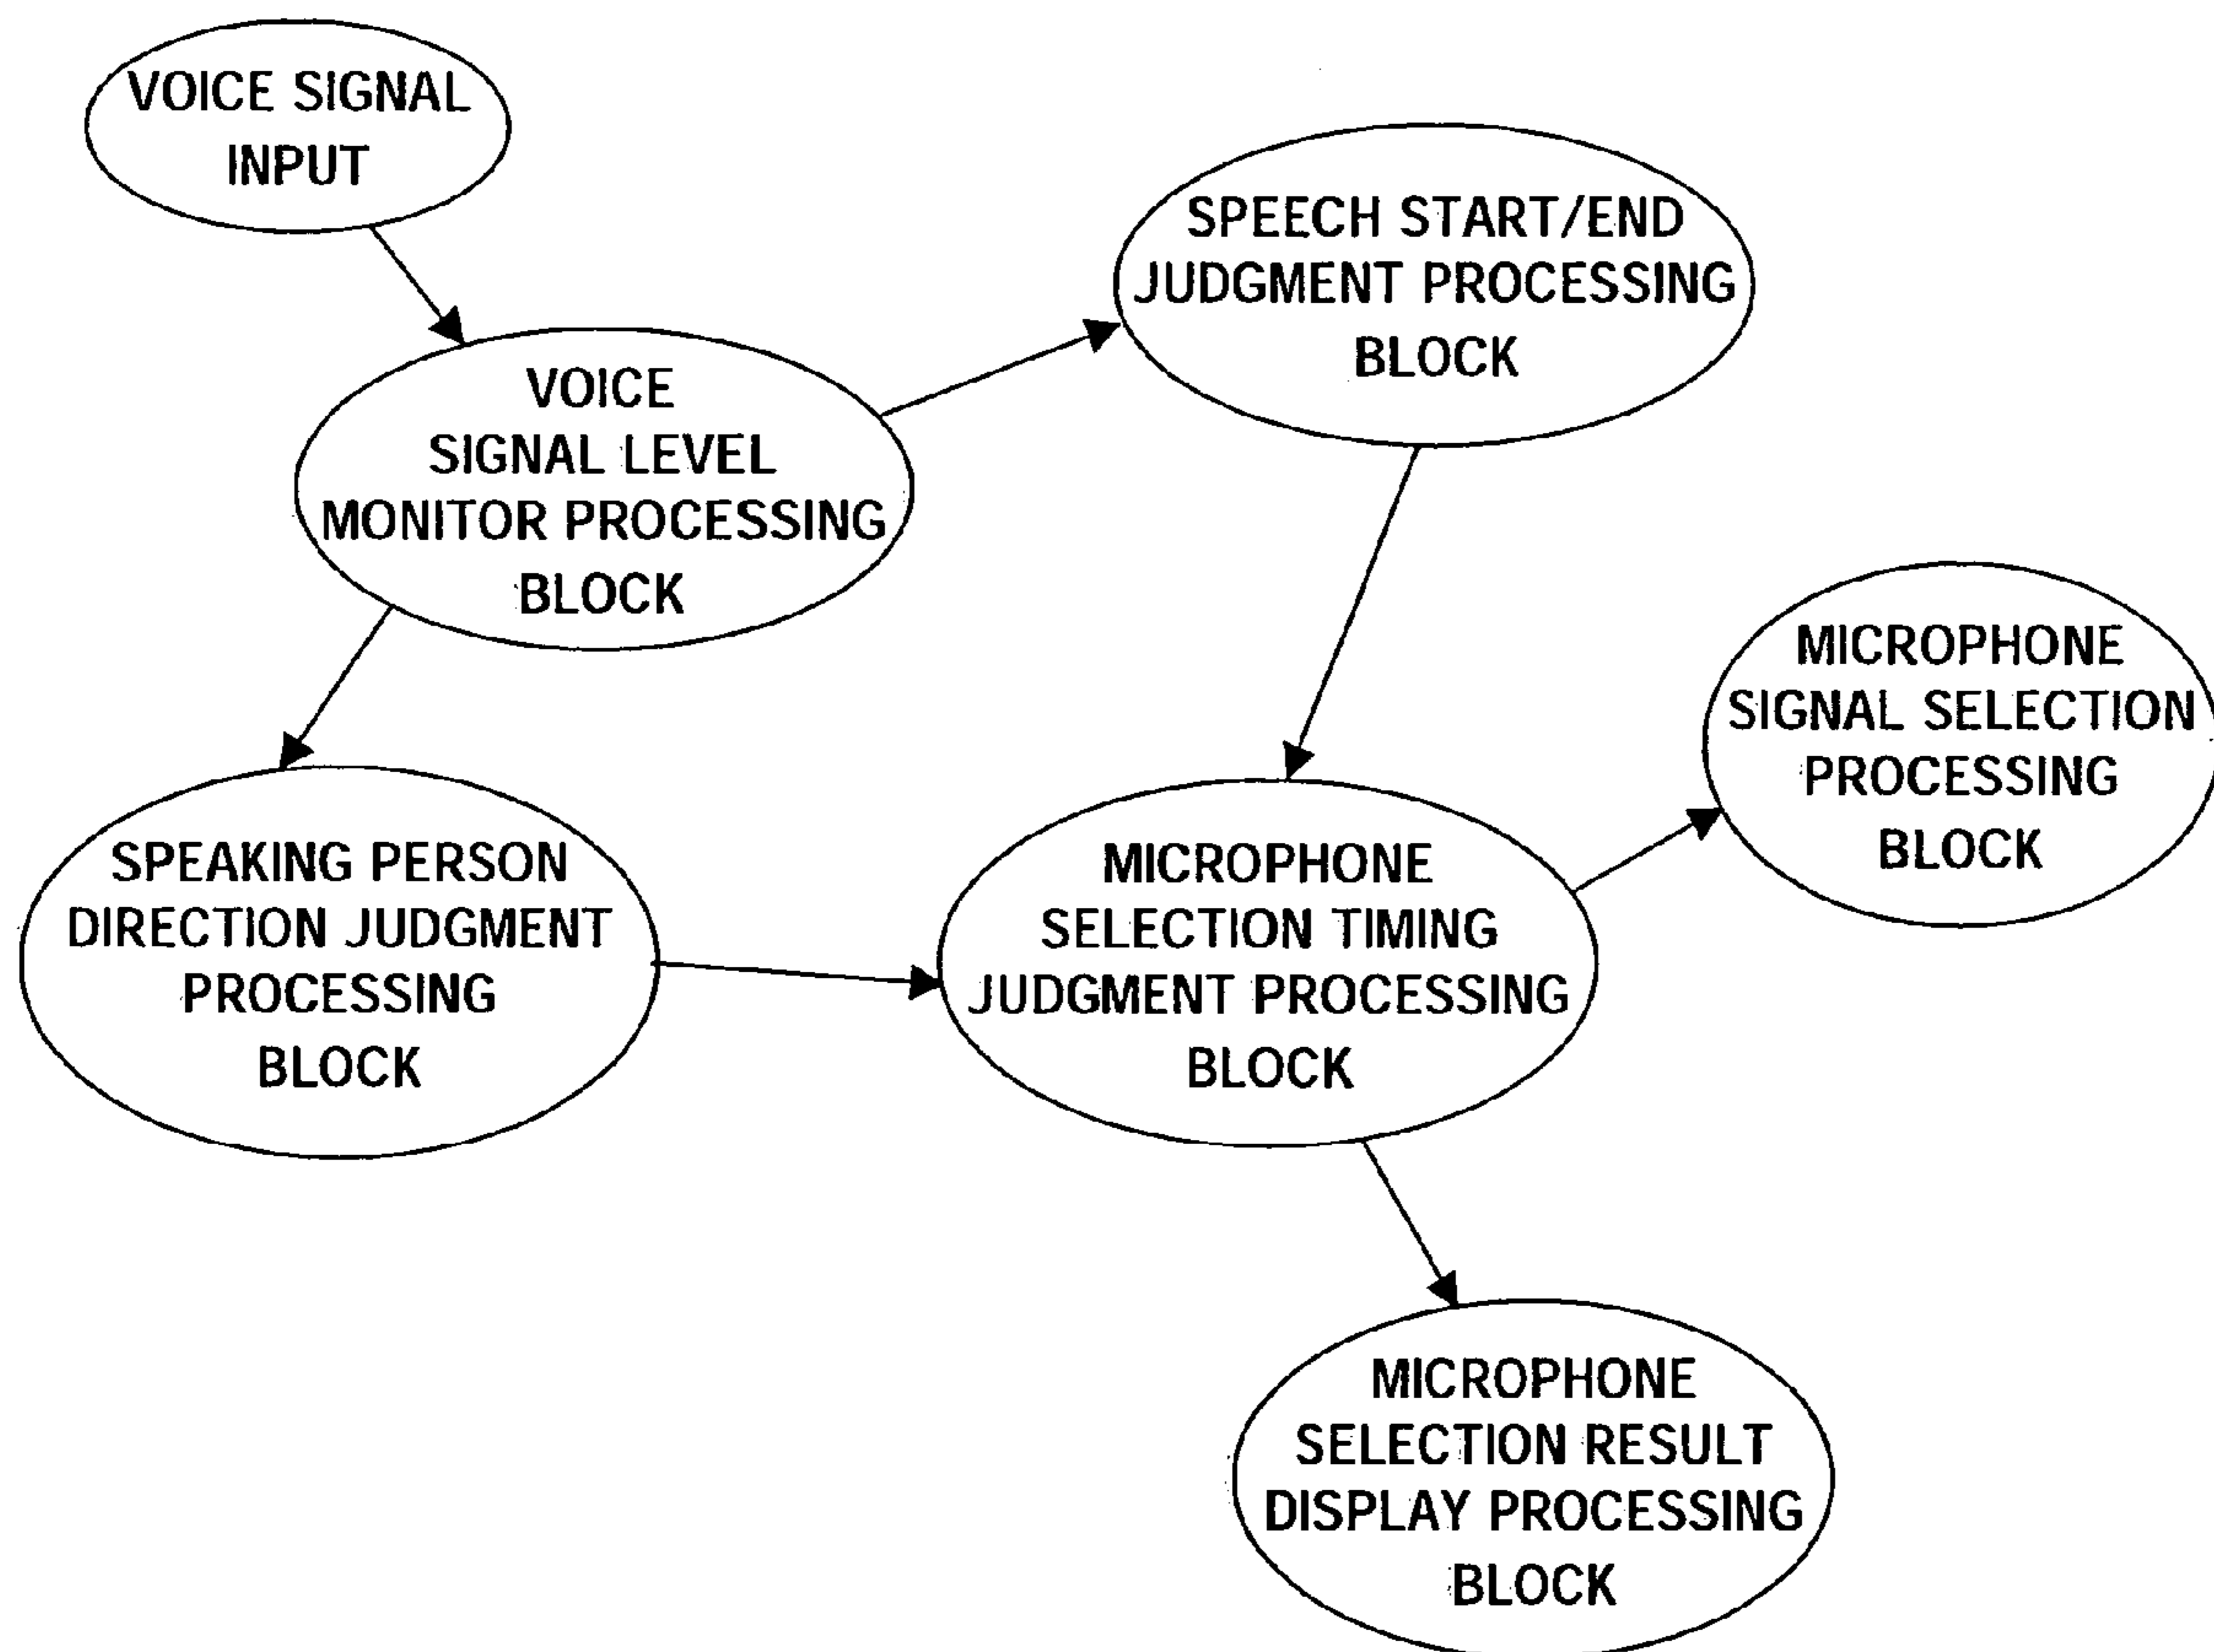 VOICE SIGNAL
INPUT
SPEECH START/END
JUDGMENT PROCESSING
BLOCK
VOICE
SIGNAL LEVEL
MONITOR PROCESSING
BLOCK
MICROPHONE
SIGNAL SELECTION
PROCESSING
BLOCK
SPEAKING PERSON
DIRECTION JUDGMENT
PROCESSING
BLOCK
MICROPHONE
SELECTION TIMING
JUDGMENT PROCESSING
BLOCK
MICROPHONE
SELECTION RESULT
DISPLAY PROCESSING
BLOCK